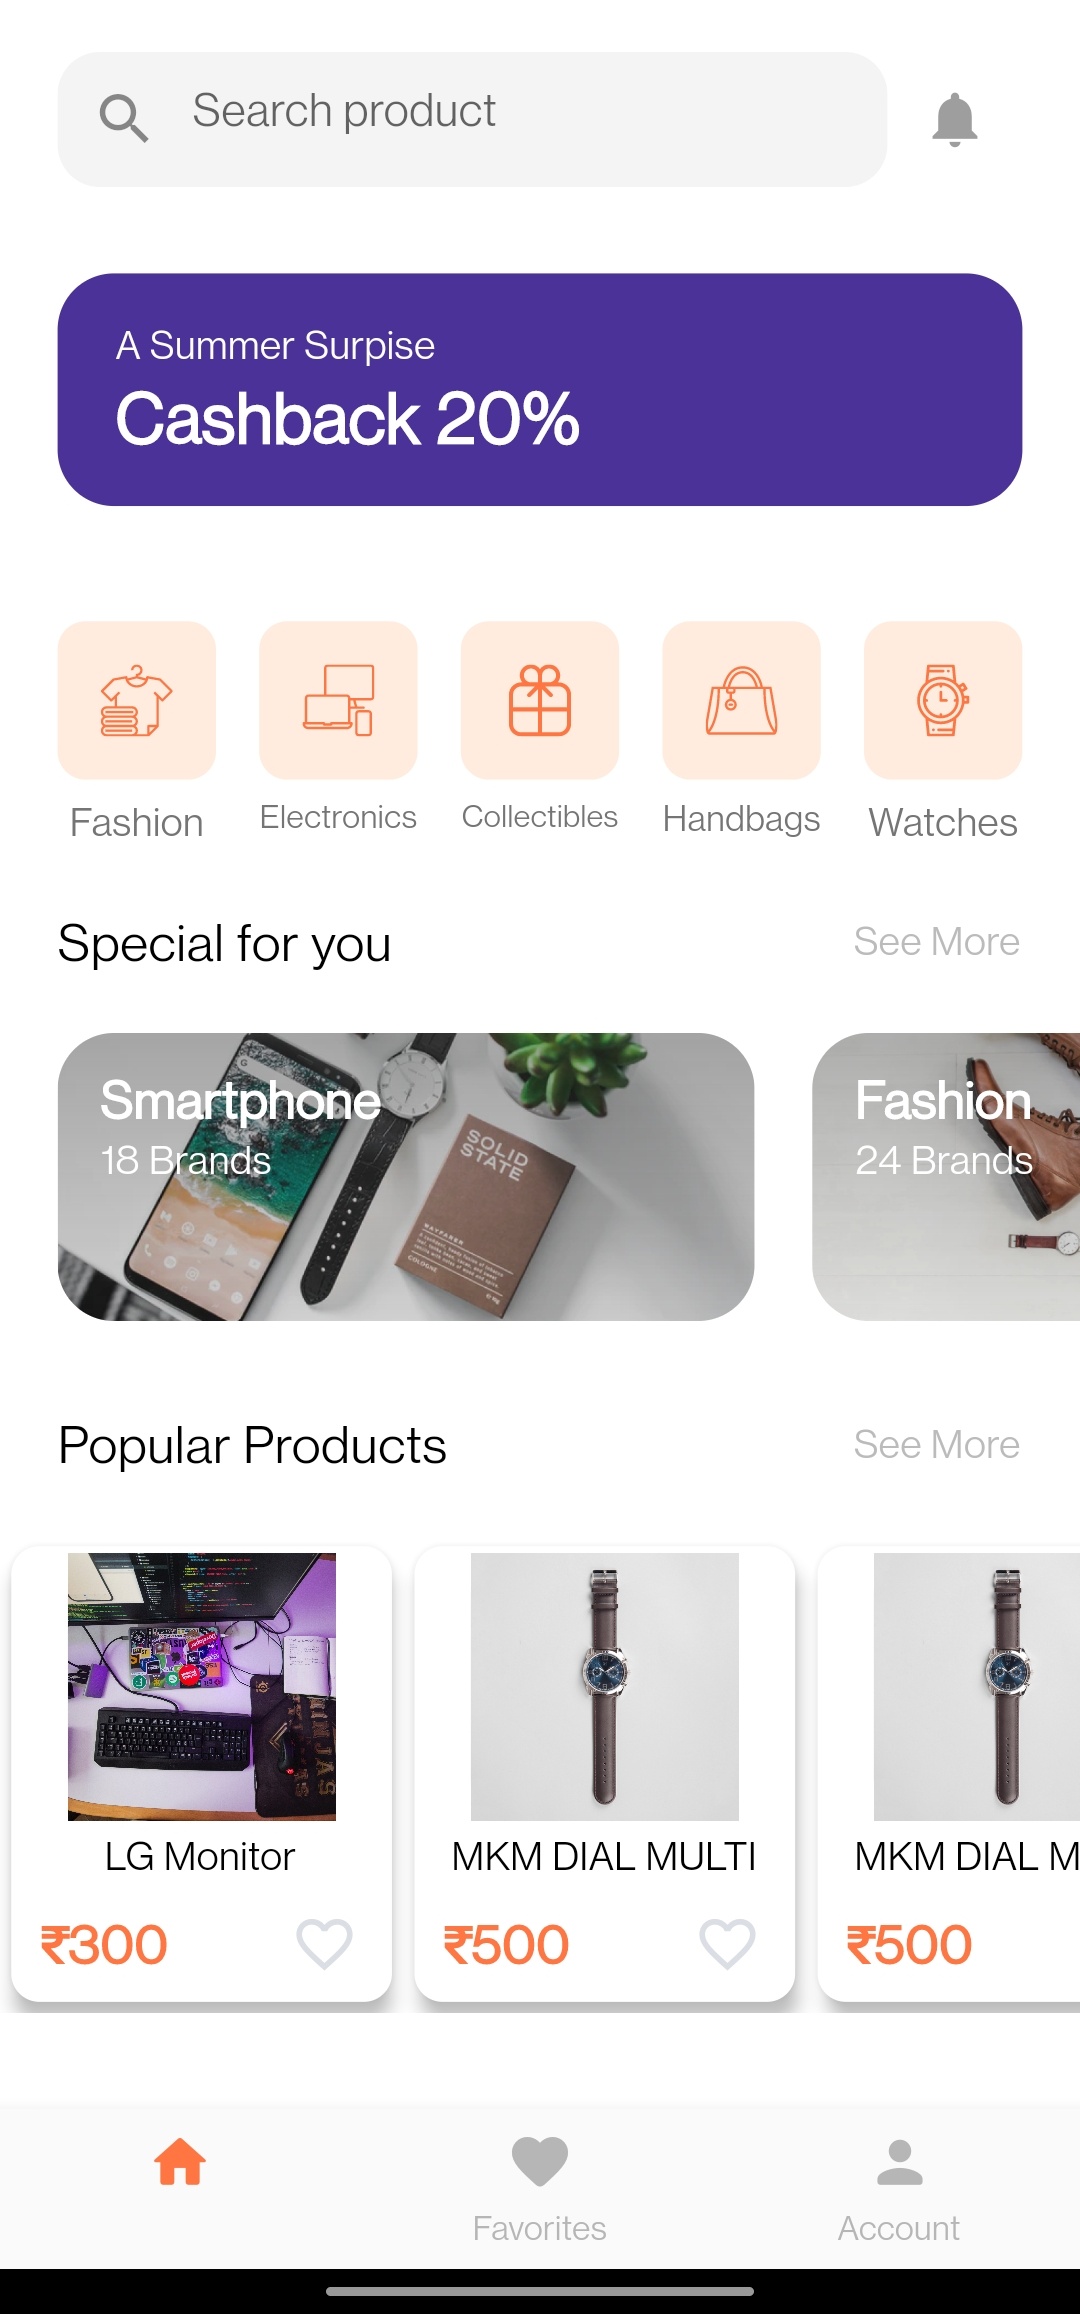 Search product
A Summer Surpise
Cashback 20%
Fashion
Electronics
Collectibles
Handbags
Watches
Special for you
See More
Smartphone
18 Brands
SOLID
STATE
WAYFARER
COLOGNE
Fashion
24 Brands
Popular Products
See More
LG Monitor
₹300
MKM DIAL MULTI
₹500
MKM DIAL M
₹500
Favorites
Account